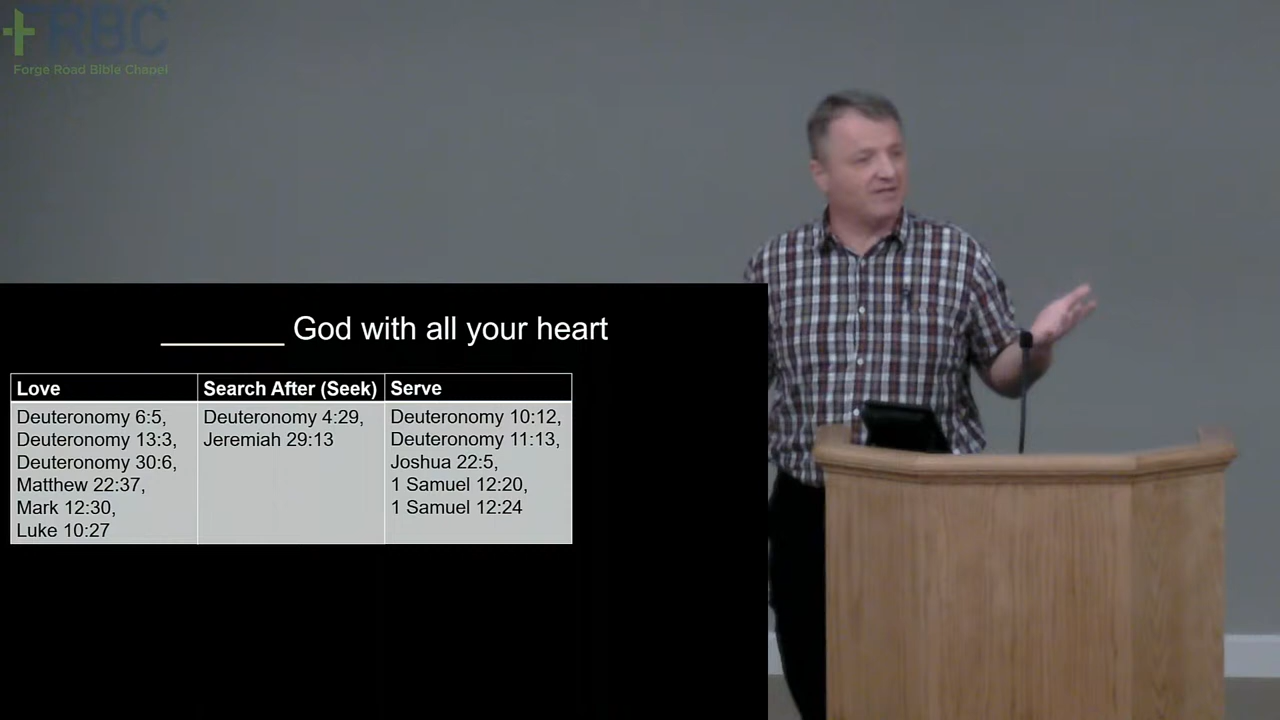 FRBC
Forge Road Bible Chapel
________ God with all your heart
Love
Search After (Seek)
Serve
Deuteronomy 6:5,
Deuteronomy 13:3,
Deuteronomy 30:6,
Matthew 22:37,
Mark 12:30,
Luke 10:27
Deuteronomy 4:29,
Jeremiah 29:13
Deuteronomy 10:12,
Deuteronomy 11:13,
Joshua 22:5,
1 Samuel 12:20,
1 Samuel 12:24